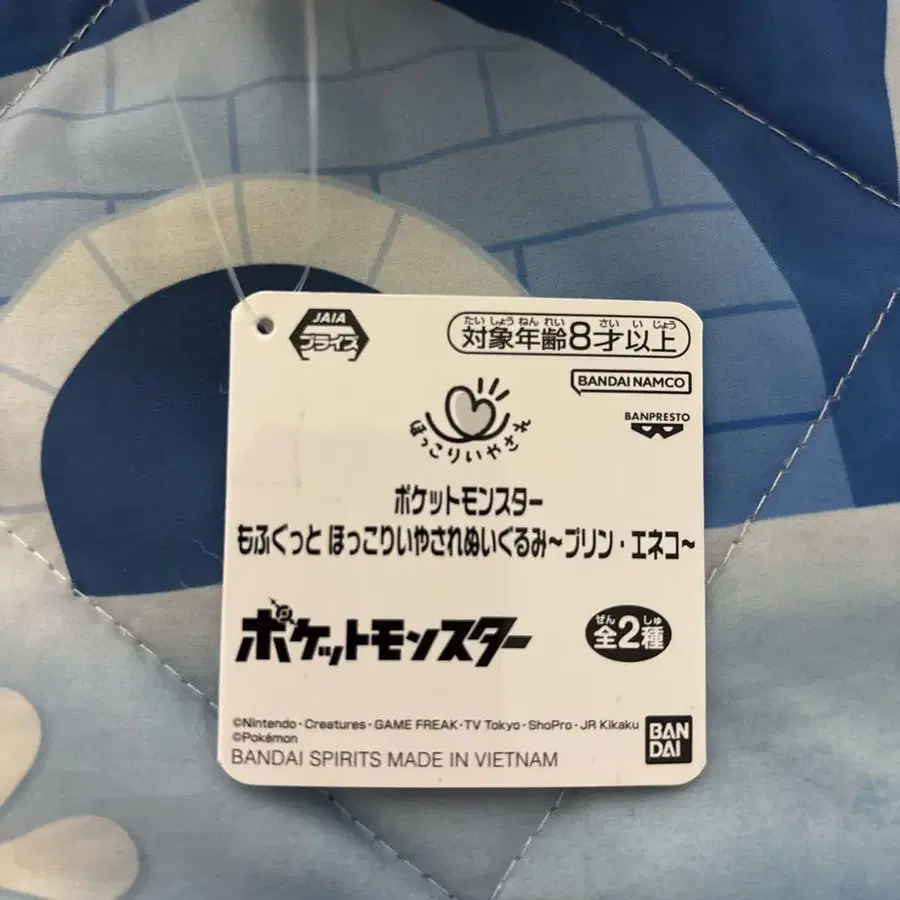 JAIA
プライズ
たいしょうねんれい さいいじょう
対象年齢8才以上
BANDAI NAMCO
BANPRESTO
ほっこりいやされ
ポケットモンスター
もふぐっと ほっこりいやされぬいぐるみ~プリン・エネコ~
ポケットモンスター
ぜん しゅ
全2種
©Nintendo・Creatures・GAME FREAK・TV Tokyo・ShoPro・JR Kikaku
©Pokémon
BANDAI SPIRITS MADE IN VIETNAM
BAN
DAI